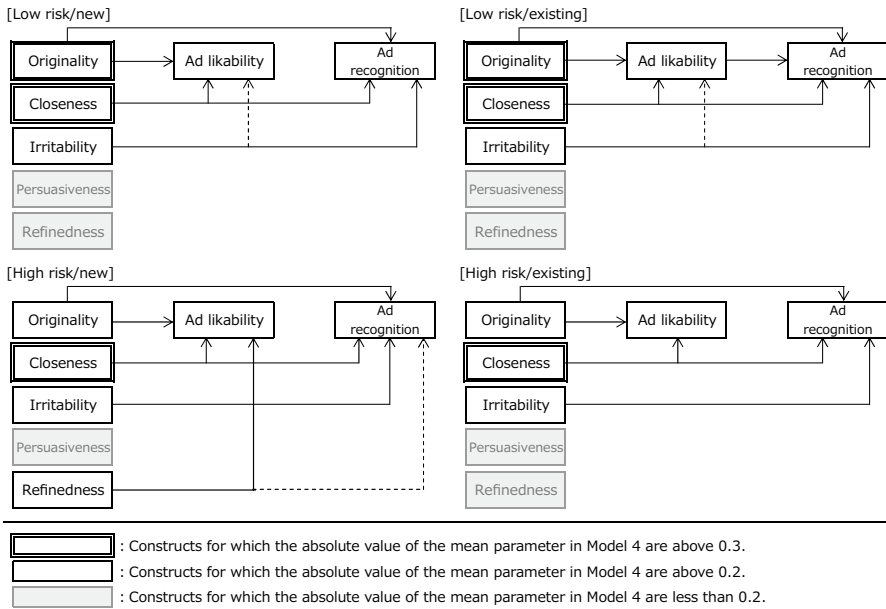 [Low risk/new]
Originality
Ad likability
Ad
recognition
Closeness
Irritability
Persuasiveness
Refinedness
[Low risk/existing]
Originality
Ad likability
Ad
recognition
Closeness
Irritability
Persuasiveness
Refinedness
[High risk/new]
Originality
Ad likability
Ad
recognition
Closeness
Irritability
Persuasiveness
Refinedness
[High risk/existing]
Originality
Ad likability
Ad
recognition
Closeness
Irritability
Persuasiveness
Refinedness
: Constructs for which the absolute value of the mean parameter in Model 4 are above 0.3.
: Constructs for which the absolute value of the mean parameter in Model 4 are above 0.2.
: Constructs for which the absolute value of the mean parameter in Model 4 are less than 0.2.